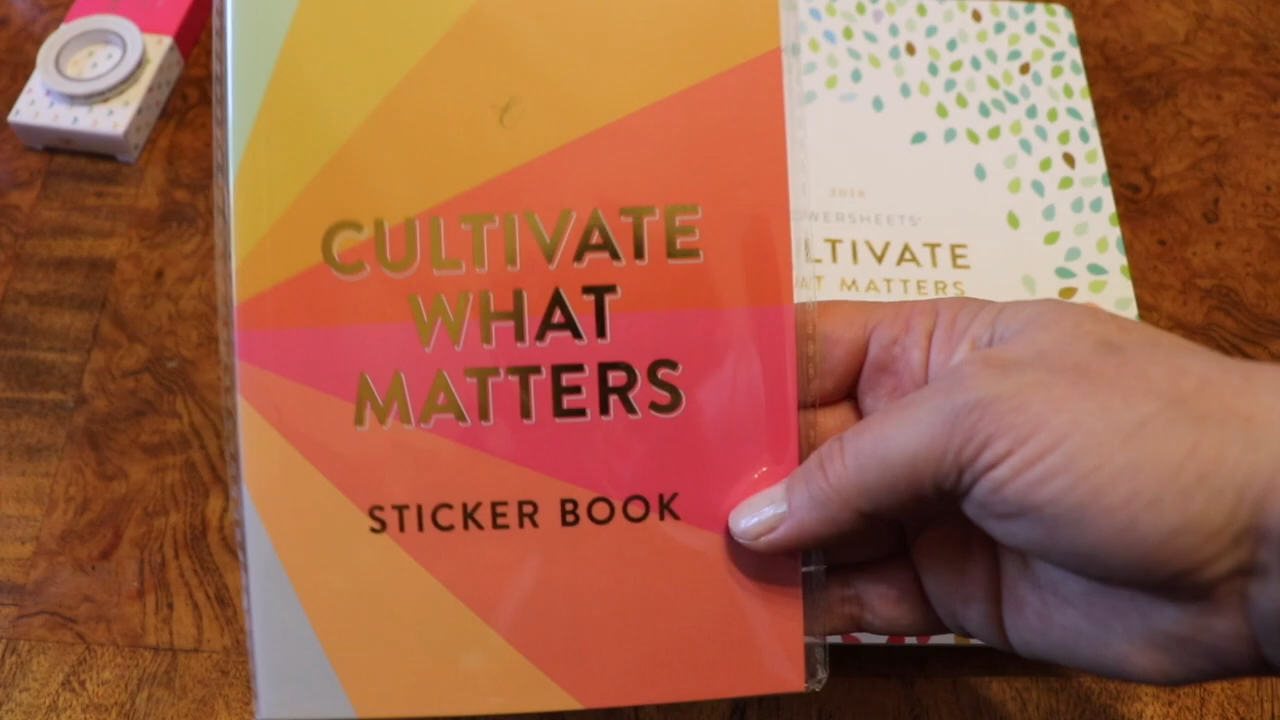 CULTIVATE
WHAT
MATTERS
STICKER BOOK
2018
WERSHEETS®
LTIVATE
AT MATTERS